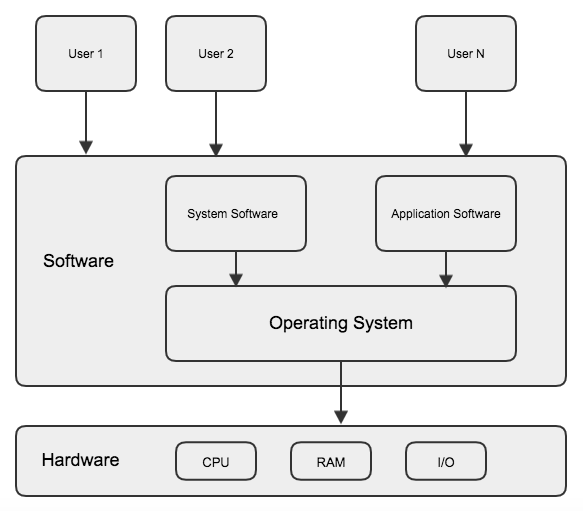 User 1
User 2
User N
System Software
Application Software
Software
Operating System
Hardware
CPU
RAM
I/O